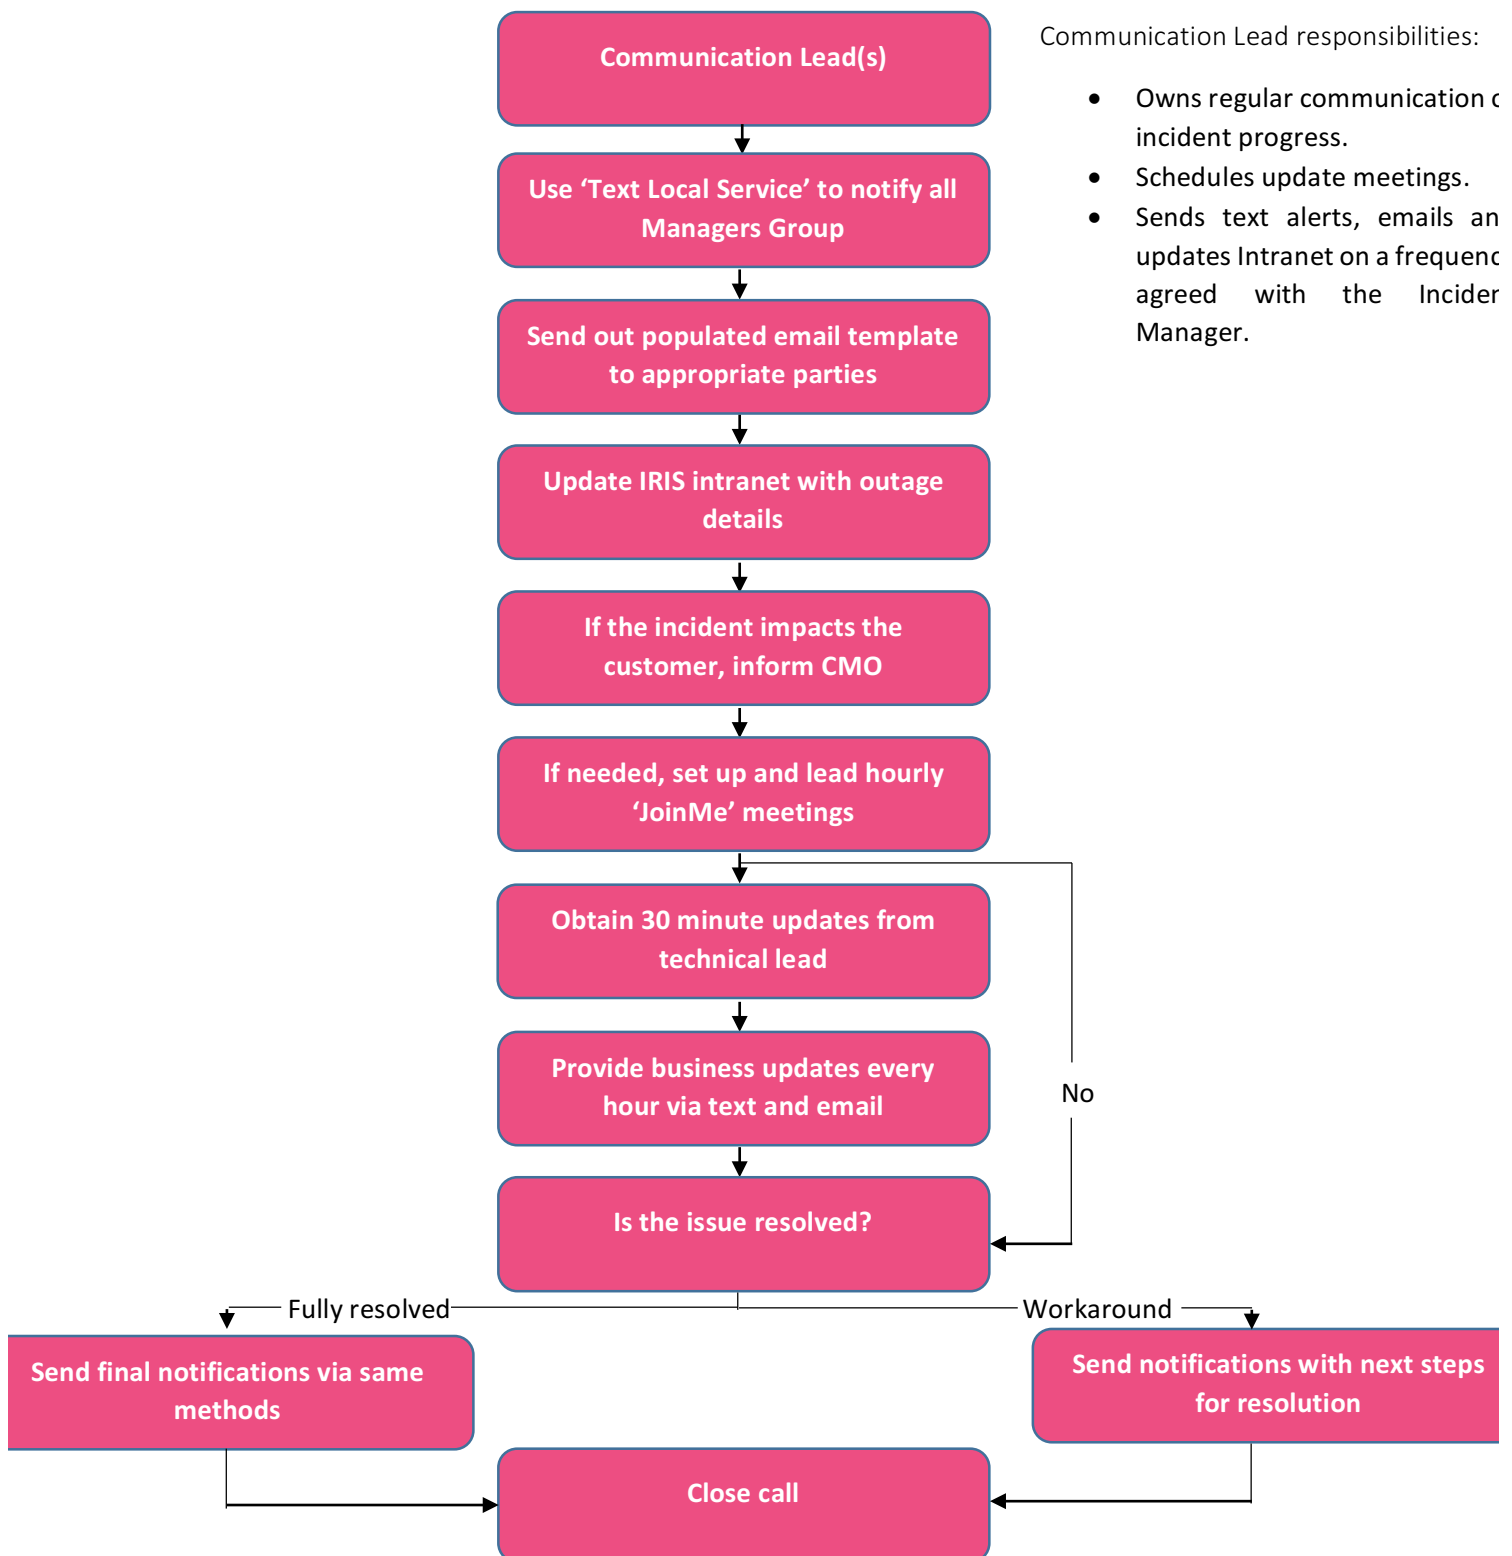 Communication Lead(s)
Use ‘Text Local Service’ to notify all
Managers Group
Send out populated email template
to appropriate parties
Update IRIS intranet with outage
details
If the incident impacts the
customer, inform CMO
If needed, set up and lead hourly
‘JoinMe’ meetings
Obtain 30 minute updates from
technical lead
Provide business updates every
hour via text and email
No
Is the issue resolved?
Fully resolved
Workaround
Send final notifications via same
methods
Send notifications with next steps
for resolution
Close call
Communication Lead responsibilities:
• Owns regular communication
incident progress.
• Schedules update meetings.
• Sends text alerts, emails
updates Intranet on a
agreed with the
Manager.